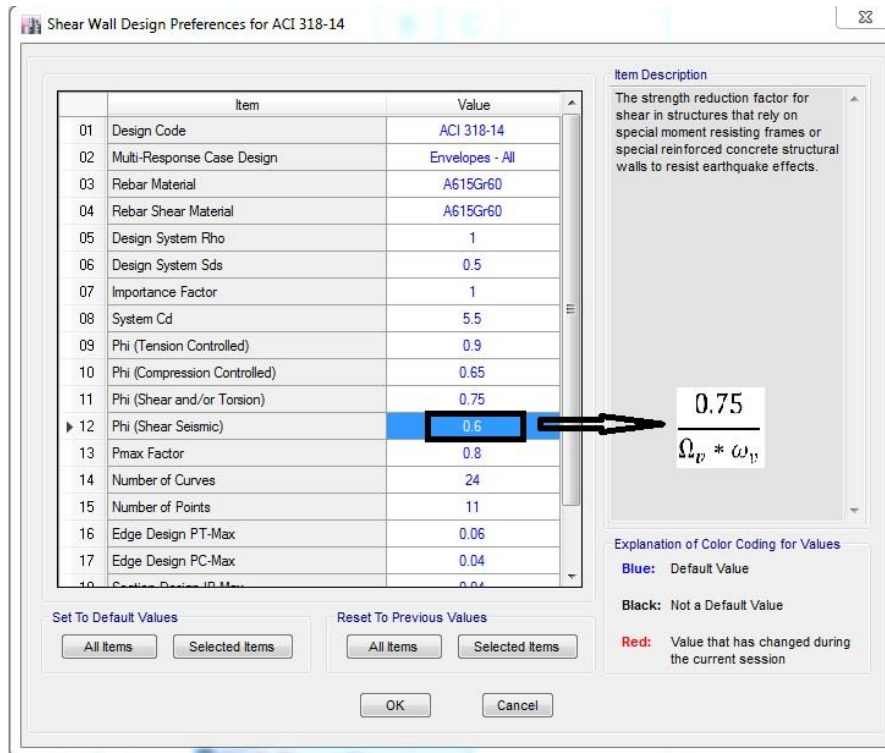 Shear Wall Design Preferences for ACI 318-14
Item Value
01 Design Code ACI 318-14
02 Multi-Response Case Design Envelopes - All
03 Rebar Material A615Gr60
04 Rebar Shear Material A615Gr60
05 Design System Rho 1
06 Design System Sds 0.5
07 Importance Factor 1
08 System Cd 5.5
09 Phi (Tension Controlled) 0.9
10 Phi (Compression Controlled) 0.65
11 Phi (Shear and/or Torsion) 0.75
12 Phi (Shear Seismic) 0.6
13 Pmax Factor 0.8
14 Number of Curves 24
15 Number of Points 11
16 Edge Design PT-Max 0.06
17 Edge Design PC-Max 0.04
Item Description
The strength reduction factor for
shear in structures that rely on
special moment resisting frames or
special reinforced concrete structural
walls to resist earthquake effects.
0.75
Ωᵥ * ωᵥ
Explanation of Color Coding for Values
Blue: Default Value
Black: Not a Default Value
Red: Value that has changed during
the current session
Set To Default Values
All Items Selected Items
Reset To Previous Values
All Items Selected Items
OK Cancel